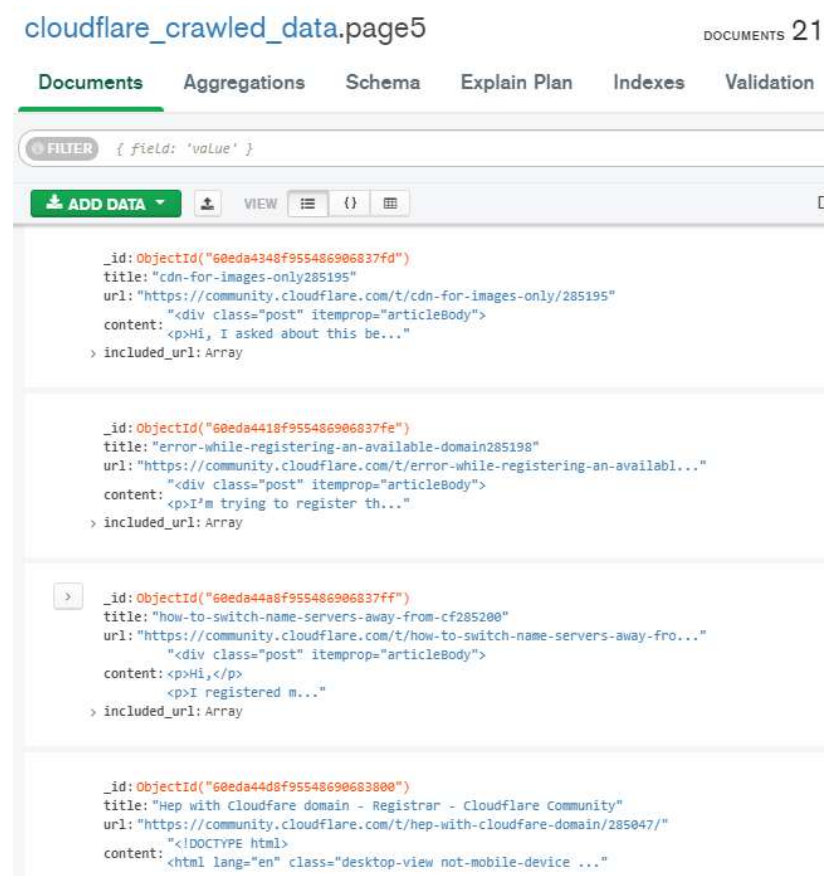 cloudflare_crawled_data.page5
DOCUMENTS 21
Documents Aggregations Schema Explain Plan Indexes Validation
FILTER { field: 'value' }
ADD DATA VIEW {}
_id: ObjectId("60eda4348f955486906837fd")
title: "cdn-for-images-only285195"
url: "https://community.cloudflare.com/t/cdn-for-images-only/285195"
content: "<div class="post" itemprop="articleBody">
<p>Hi, I asked about this be..."
> included_url: Array
_id: ObjectId("60eda4418f955486906837fe")
title: "error-while-registering-an-available-domain285198"
url: "https://community.cloudflare.com/t/error-while-registering-an-availabl..."
content: "<div class="post" itemprop="articleBody">
<p>I’m trying to register th..."
> included_url: Array
_id: ObjectId("60eda44a8f955486906837ff")
title: "how-to-switch-name-servers-away-from-cf285200"
url: "https://community.cloudflare.com/t/how-to-switch-name-servers-away-fro..."
"<div class="post" itemprop="articleBody">
content: <p>Hi,</p>
<p>I registered m..."
> included_url: Array
_id: ObjectId("60eda44d8f95548690683800")
title: "Hep with Cloudfare domain - Registrar - Cloudflare Community"
url: "https://community.cloudflare.com/t/hep-with-cloudfare-domain/285047/"
content: "<!DOCTYPE html>
<html lang="en" class="desktop-view not-mobile-device ..."